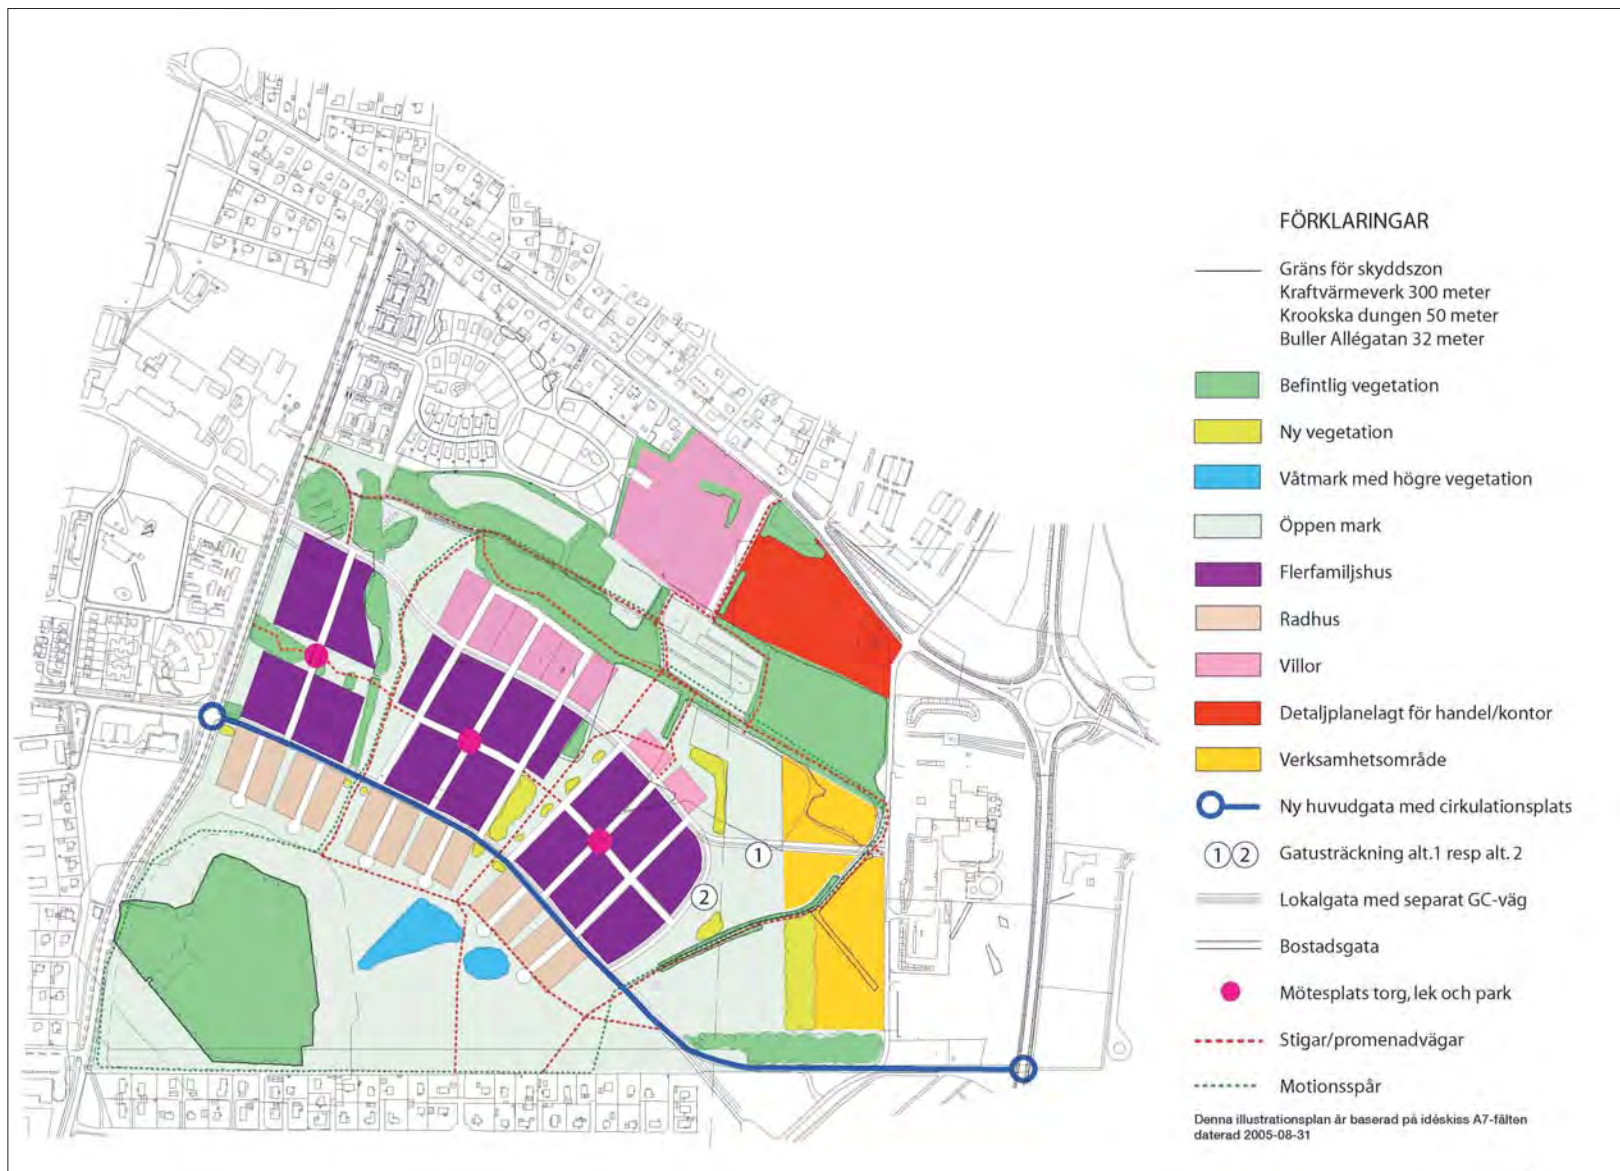 FÖRKLARINGAR
Gräns för skyddszon
Kraftvärmeverk 300 meter
Krookska dungen 50 meter
Buller Allégatan 32 meter
Befintlig vegetation
Ny vegetation
Våtmark med högre vegetation
Öppen mark
Flerfamiljshus
Radhus
Villor
Detaljplanelagt för handel/kontor
Verksamhetsområde
Ny huvudgata med cirkulationsplats
1 2 Gatusträckning alt.1 resp alt. 2
Lokalgata med separat GC-väg
Bostadsgata
Mötesplats torg, lek och park
Stigar/promenadvägar
Motionsspår
Denna illustrationsplan är baserad på idéskiss A7-fälten
daterad 2005-08-31
1
2